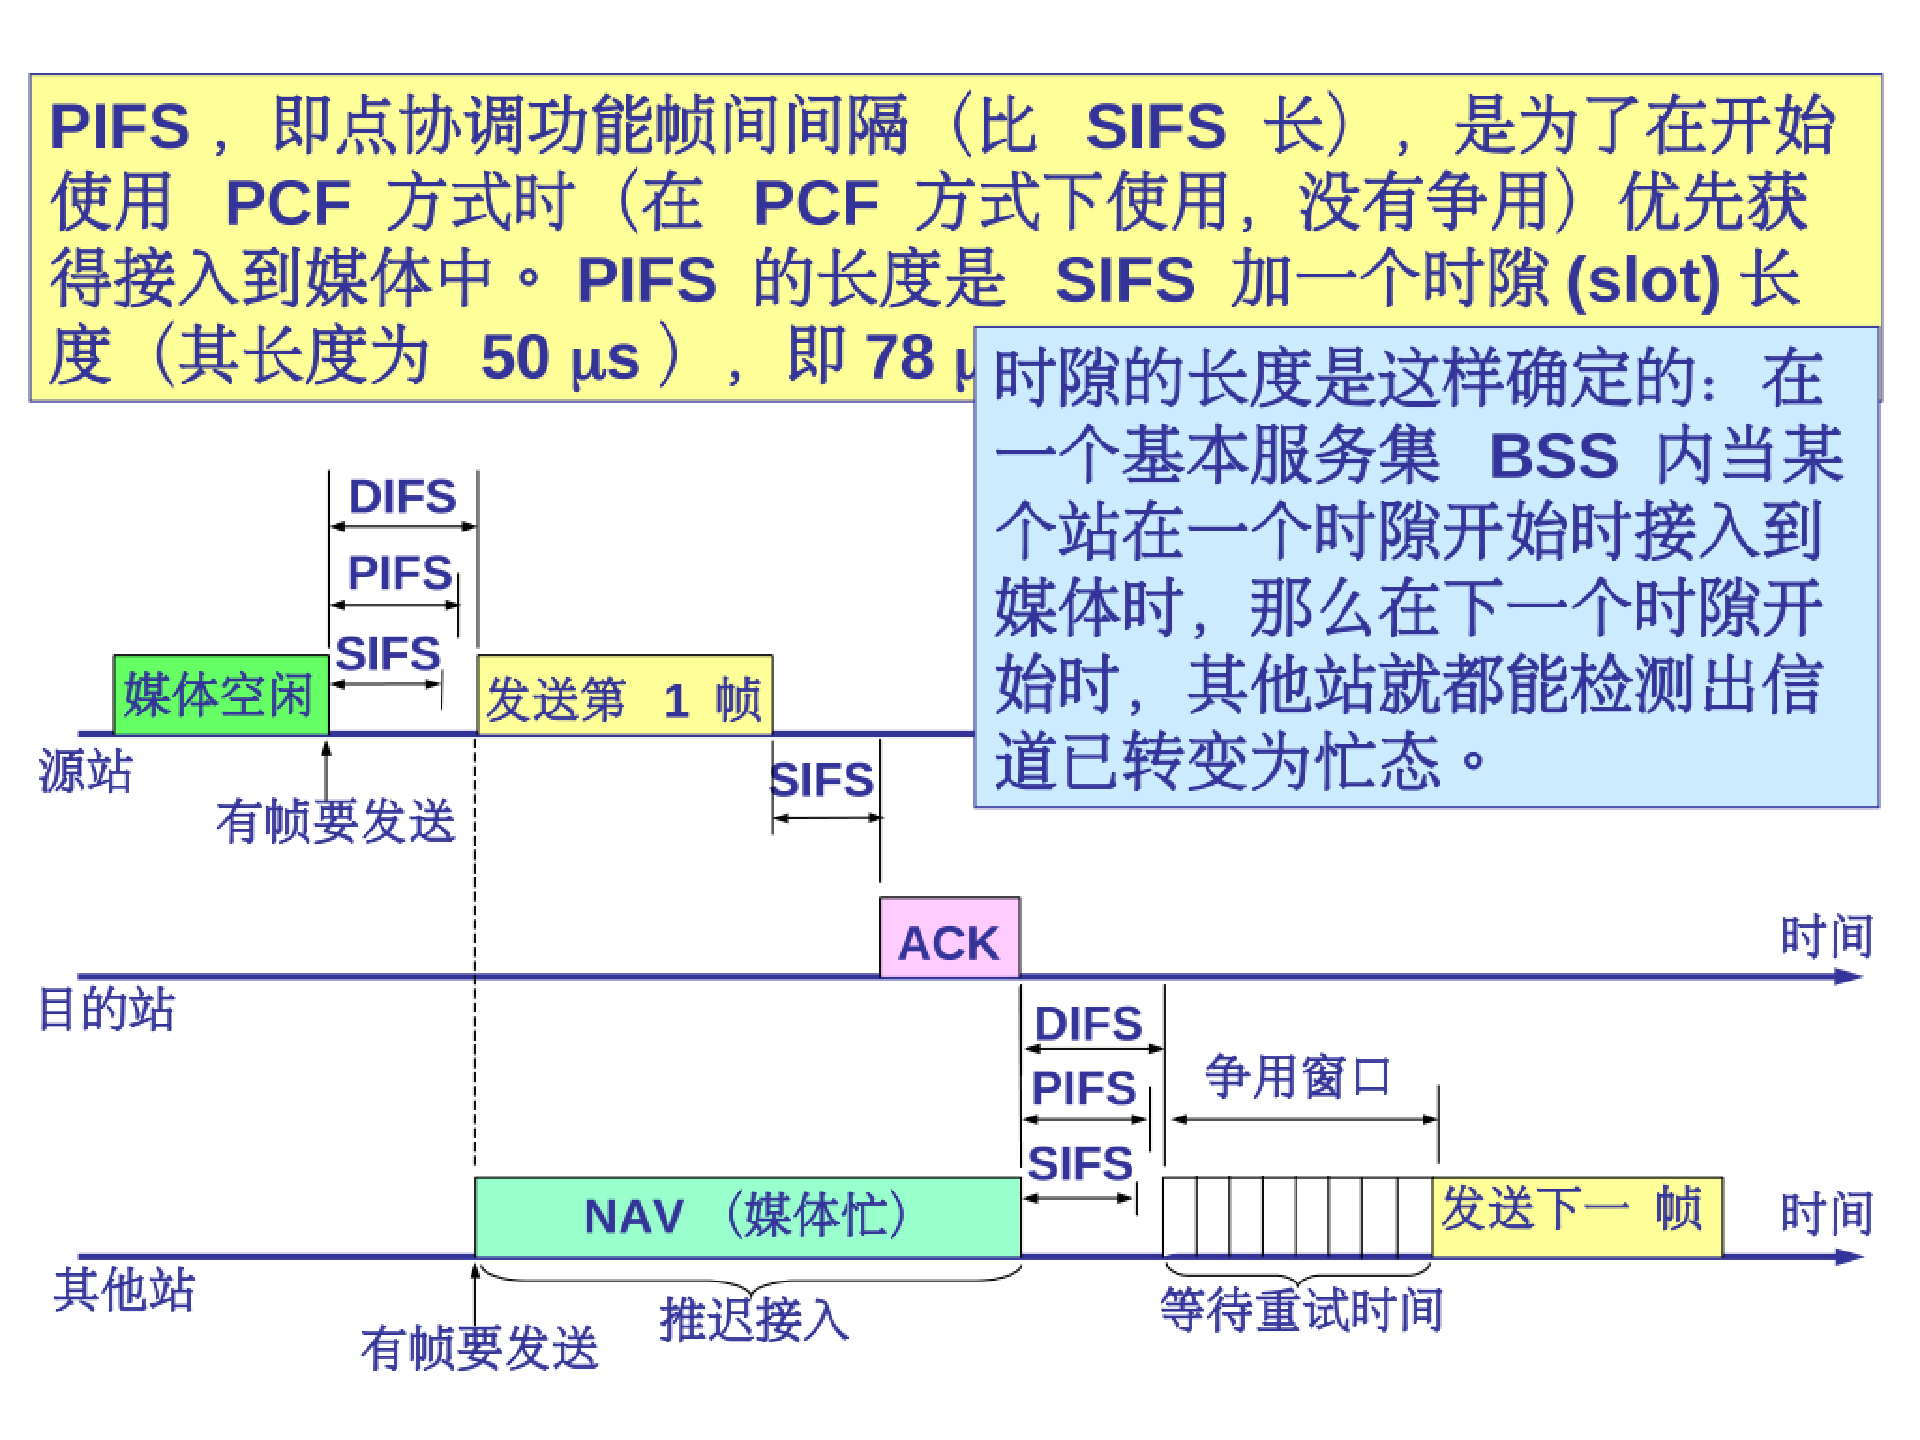 PIFS，即点协调功能帧间间隔（比 SIFS 长），是为了在开始
使用 PCF 方式时（在 PCF 方式下使用，没有争用）优先获
得接入到媒体中。PIFS 的长度是 SIFS 加一个时隙(slot)长
度（其长度为 50 μs），即 78 μ
时隙的长度是这样确定的：在
一个基本服务集 BSS 内当某
个站在一个时隙开始时接入到
媒体时，那么在下一个时隙开
始时，其他站就都能检测出信
道已转变为忙态。
DIFS
PIFS
SIFS
媒体空闲
发送第 1 帧
源站
有帧要发送
SIFS
ACK
时间
目的站
DIFS
PIFS
SIFS
争用窗口
NAV（媒体忙）
发送下一 帧
时间
其他站
推迟接入
等待重试时间
有帧要发送